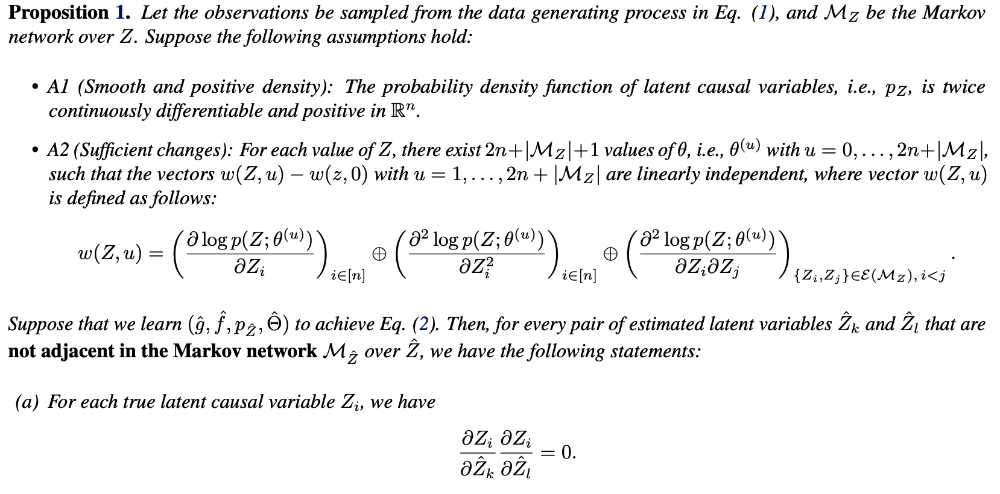 Proposition 1. Let the observations be sampled from the data generating process in Eq. (1), and $\mathcal{M}_Z$ be the Markov
network over Z. Suppose the following assumptions hold:
• A1 (Smooth and positive density): The probability density function of latent causal variables, i.e., $p_Z$, is twice
continuously differentiable and positive in $\mathbb{R}^n$.
• A2 (Sufficient changes): For each value of Z, there exist $2n+|\mathcal{M}_Z|+1$ values of $\theta$, i.e., $\theta^{(u)}$ with $u = 0, \ldots, 2n+|\mathcal{M}_Z|$,
such that the vectors $w(Z, u) - w(z, 0)$ with $u = 1, \ldots, 2n + |\mathcal{M}_Z|$ are linearly independent, where vector $w(Z, u)$
is defined as follows:
$w(Z, u) = \left( \frac{\partial \log p(Z; \theta^{(u)})}{\partial Z_i} \right)_{i \in [n]} \oplus \left( \frac{\partial^2 \log p(Z; \theta^{(u)})}{\partial Z_i^2} \right)_{i \in [n]} \oplus \left( \frac{\partial^2 \log p(Z; \theta^{(u)})}{\partial Z_i \partial Z_j} \right)_{\{Z_i, Z_j\} \in \mathcal{E}(\mathcal{M}_Z), i < j} .$
Suppose that we learn $(\hat{g}, \hat{f}, p_{\hat{Z}}, \hat{\Theta})$ to achieve Eq. (2). Then, for every pair of estimated latent variables $\hat{Z}_k$ and $\hat{Z}_l$ that are
not adjacent in the Markov network $\mathcal{M}_{\hat{Z}}$ over $\hat{Z}$, we have the following statements:
(a) For each true latent causal variable $Z_i$, we have
$\frac{\partial Z_i}{\partial \hat{Z}_k} \frac{\partial Z_i}{\partial \hat{Z}_l} = 0.$